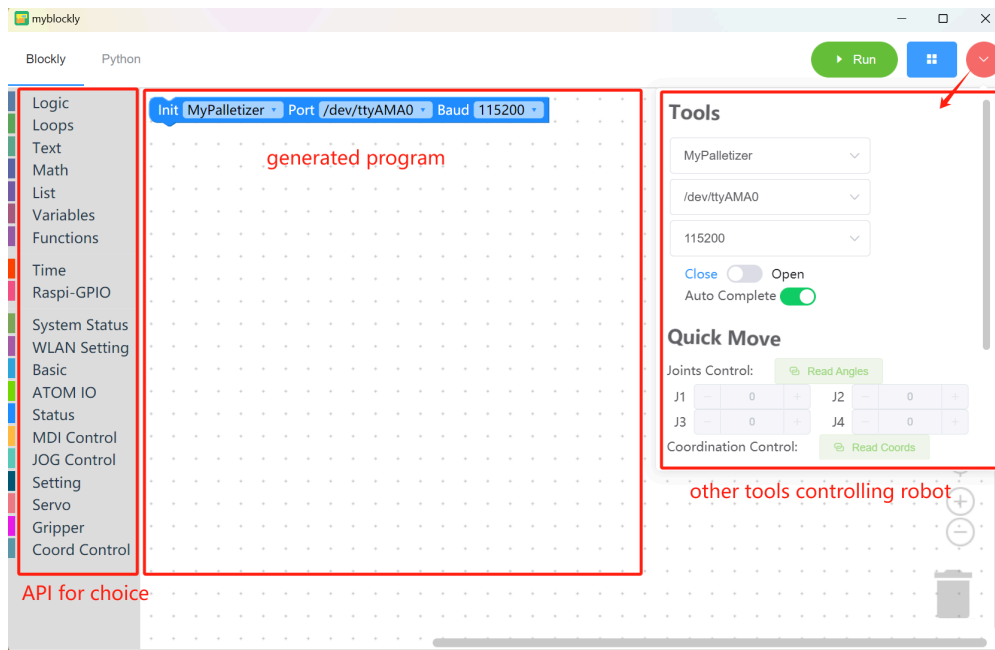 myblockly
Blockly
Python
Run
Logic
Loops
Text
Math
List
Variables
Functions
Time
Raspi-GPIO
System Status
WLAN Setting
Basic
ATOM IO
Status
MDI Control
JOG Control
Setting
Servo
Gripper
Coord Control
API for choice
Init MyPalletizer Port /dev/ttyAMA0 Baud 115200
generated program
Tools
MyPalletizer
/dev/ttyAMA0
115200
Close Open
Auto Complete
Quick Move
Joints Control: Read Angles
J1 − 0 + J2 − 0 +
J3 − 0 + J4 − 0 +
Coordination Control: Read Coords
other tools controlling robot